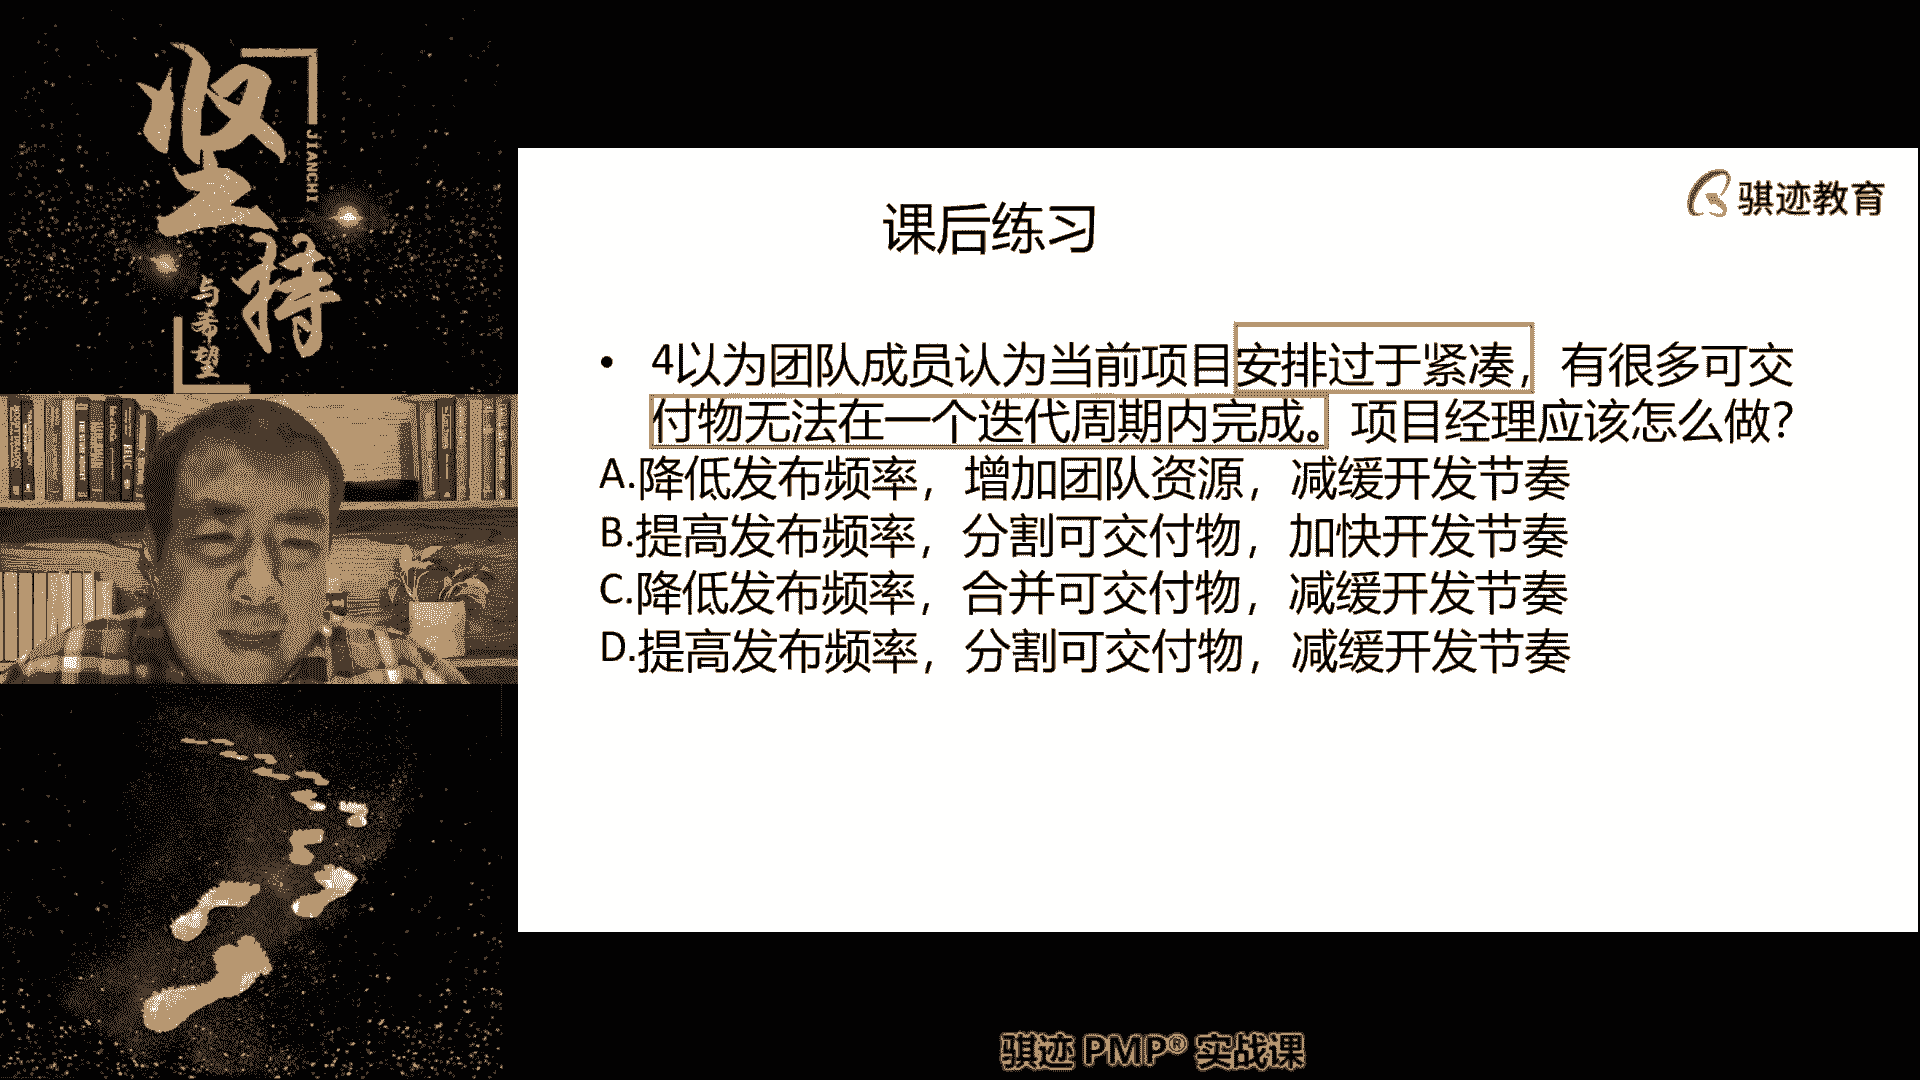 坚持
JIANCHI
与希望
骐迹教育
课后练习
• 4以为团队成员认为当前项目安排过于紧凑，有很多可交
付物无法在一个迭代周期内完成。项目经理应该怎么做？
A.降低发布频率，增加团队资源，减缓开发节奏
B.提高发布频率，分割可交付物，加快开发节奏
C.降低发布频率，合并可交付物，减缓开发节奏
D.提高发布频率，分割可交付物，减缓开发节奏
骐迹 PMP® 实战课